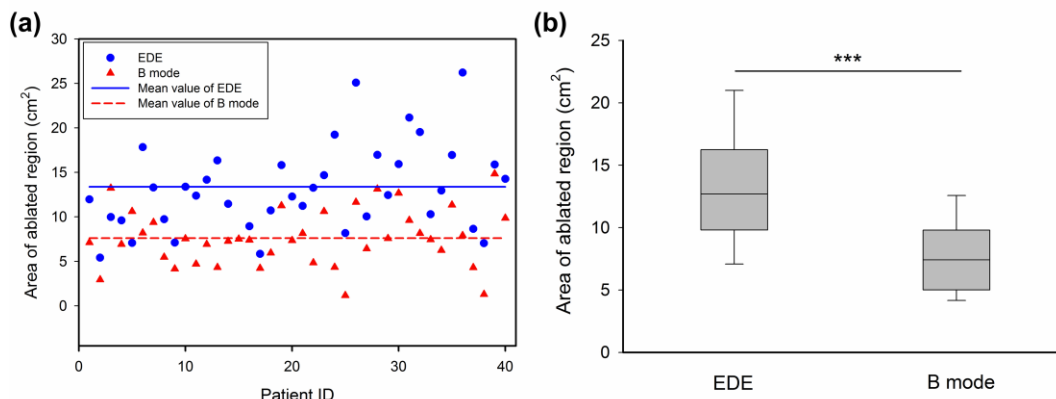 (a)
30
25
20
15
10
5
0
Area of ablated region (cm²)
EDE
B mode
Mean value of EDE
Mean value of B mode
0
10
20
30
40
Patient ID
(b)
25
20
15
10
5
0
Area of ablated region (cm²)
***
EDE
B mode